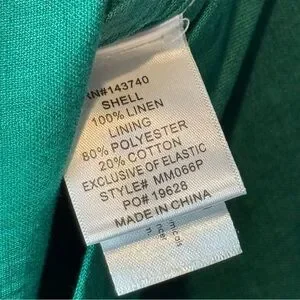 RN#143740
SHELL
100% LINEN
LINING
80% POLYESTER
20% COTTON
EXCLUSIVE OF ELASTIC
STYLE# MM066P
PO# 19628
MADE IN CHINA